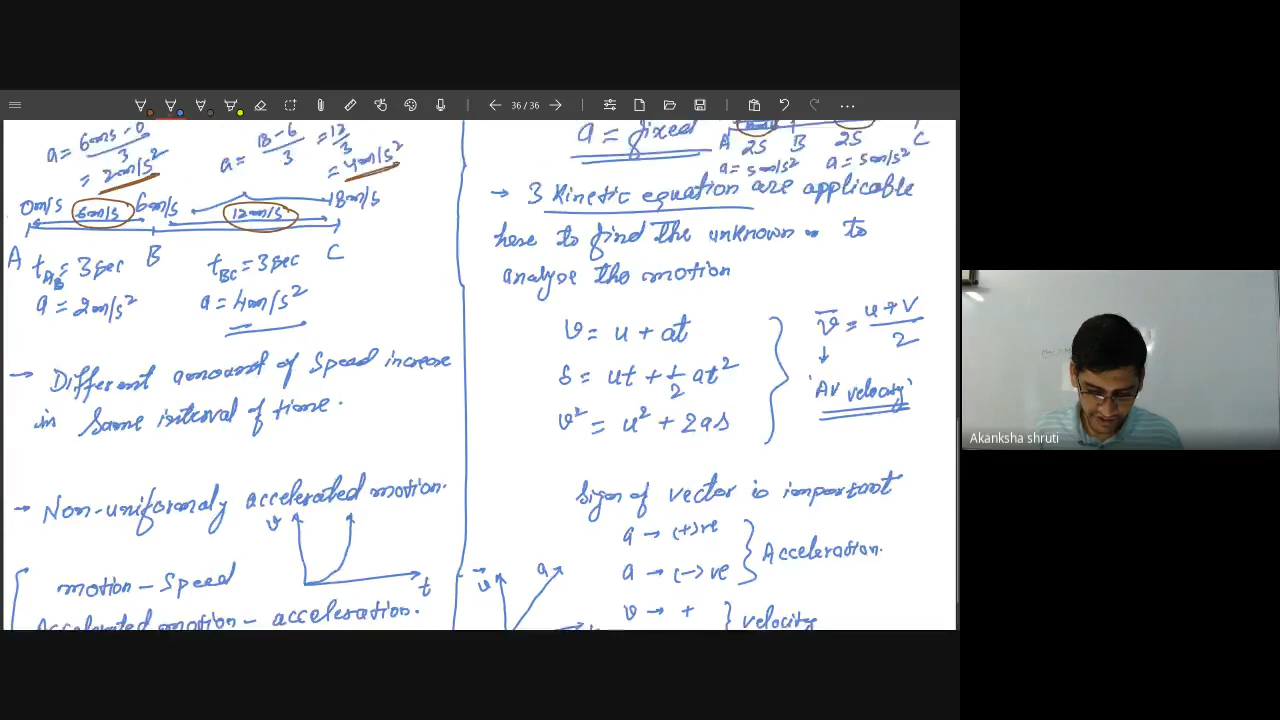 36 / 36
a = 6m/s - 0 / 3
= 2m/s²
a = 18 - 6 / 3 = 12 / 3
= 4m/s²
0m/s 6m/s 6m/s 12m/s 18m/s
A B C
t_AB = 3 sec t_BC = 3 sec
a = 2m/s² a = 4m/s²
→ Different amount of speed increase
in same interval of time.
→ Non-uniformly accelerated motion.
v
t
motion - Speed
Accelerated motion - acceleration.
a = fixed
A B C
2S 2S
a = 5m/s² a = 5m/s²
→ 3 Kinetic equation are applicable
here to find the unknown to
analyse the motion
v = u + at
s = ut + 1/2 at²
v² = u² + 2as
v̅ = u + v / 2
↓
'Av velocity'
Sign of vector is important
a → (+)ve
a → (-)ve } Acceleration.
v → + } velocity
v a
Akanksha shruti